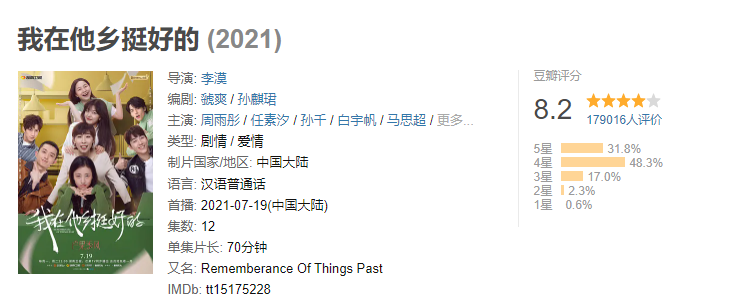 我在他乡挺好的 (2021)
导演: 李漠
编剧: 虢爽 / 孙麒珺
主演: 周雨彤 / 任素汐 / 孙千 / 白宇帆 / 马思超 / 更多...
类型: 剧情 / 爱情
制片国家/地区: 中国大陆
语言: 汉语普通话
首播: 2021-07-19(中国大陆)
集数: 12
单集片长: 70分钟
又名: Rememberance Of Things Past
IMDb: tt15175228
豆瓣评分
8.2
179016人评价
5星 31.8%
4星 48.3%
3星 17.0%
2星 2.3%
1星 0.6%
我在他乡挺好的
7.19